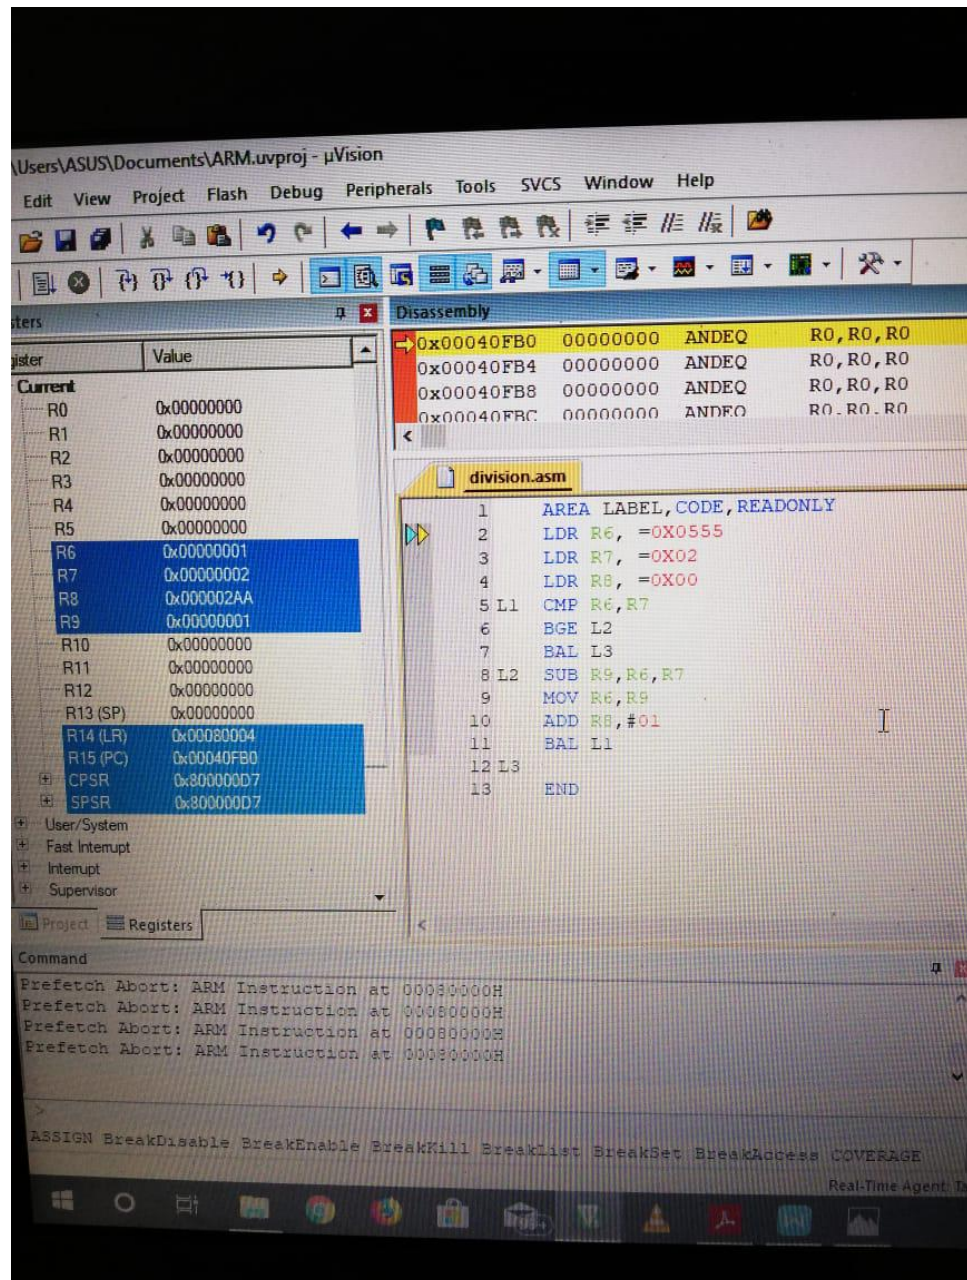 \Users\ASUS\Documents\ARM.uvproj - µVision
Edit View Project Flash Debug Peripherals Tools SVCS Window Help
sters
Disassembly
gister Value
Current
R0 0x00000000
R1 0x00000000
R2 0x00000000
R3 0x00000000
R4 0x00000000
R5 0x00000000
R6 0x00000001
R7 0x00000002
R8 0x000002AA
R9 0x00000001
R10 0x00000000
R11 0x00000000
R12 0x00000000
R13 (SP) 0x00000000
R14 (LR) 0x00080004
R15 (PC) 0x00040FB0
CPSR 0x800000D7
SPSR 0x800000D7
User/System
Fast Interrupt
Interrupt
Supervisor
Project Registers
0x00040FB0 00000000 ANDEQ R0,R0,R0
0x00040FB4 00000000 ANDEQ R0,R0,R0
0x00040FB8 00000000 ANDEQ R0,R0,R0
0x00040FBC 00000000 ANDEQ R0,R0,R0
division.asm
1 AREA LABEL,CODE,READONLY
2 LDR R6, =0X0555
3 LDR R7, =0X02
4 LDR R8, =0X00
5 L1 CMP R6,R7
6 BGE L2
7 BAL L3
8 L2 SUB R9,R6,R7
9 MOV R6,R9
10 ADD R8,#01
11 BAL L1
12 L3
13 END
Command
Prefetch Abort: ARM Instruction at 00080000H
Prefetch Abort: ARM Instruction at 00080000H
Prefetch Abort: ARM Instruction at 00080000H
Prefetch Abort: ARM Instruction at 00080000H
>
ASSIGN BreakDisable BreakEnable BreakKill BreakList BreakSet BreakAccess COVERAGE
Real-Time Agent: Ta